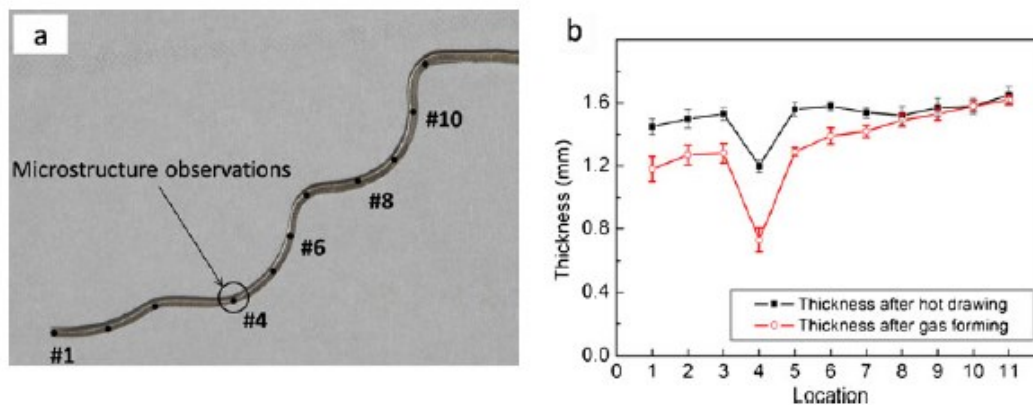 a
Microstructure observations
#10
#8
#6
#4
#1
b
Thickness (mm)
1.6
1.2
0.8
0.4
0.0
Thickness after hot drawing
Thickness after gas forming
0 1 2 3 4 5 6 7 8 9 10 11
Location